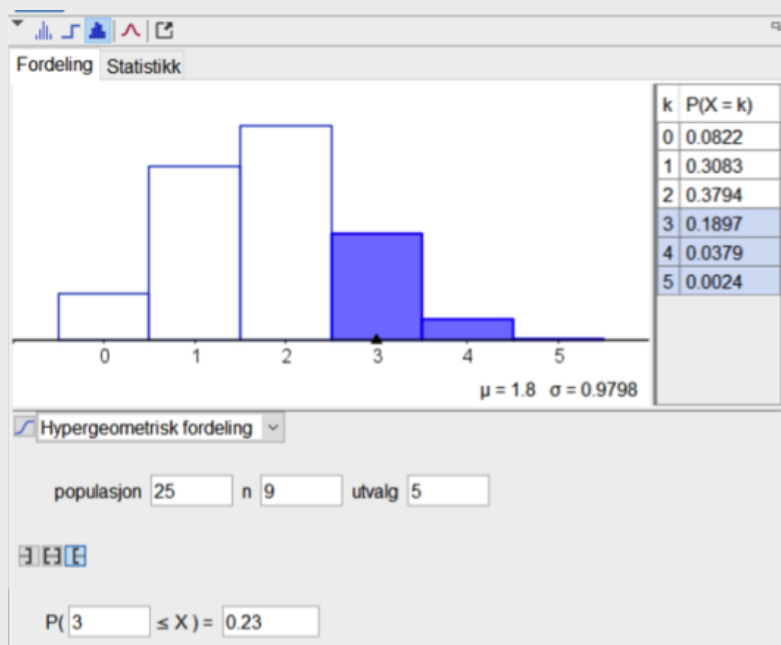 Fordeling Statistikk
k P(X = k)
0 0.0822
1 0.3083
2 0.3794
3 0.1897
4 0.0379
5 0.0024
0 1 2 3 4 5
μ = 1.8 σ = 0.9798
Hypergeometrisk fordeling
populasjon 25 n 9 utvalg 5
P( 3 ≤ X ) = 0.23